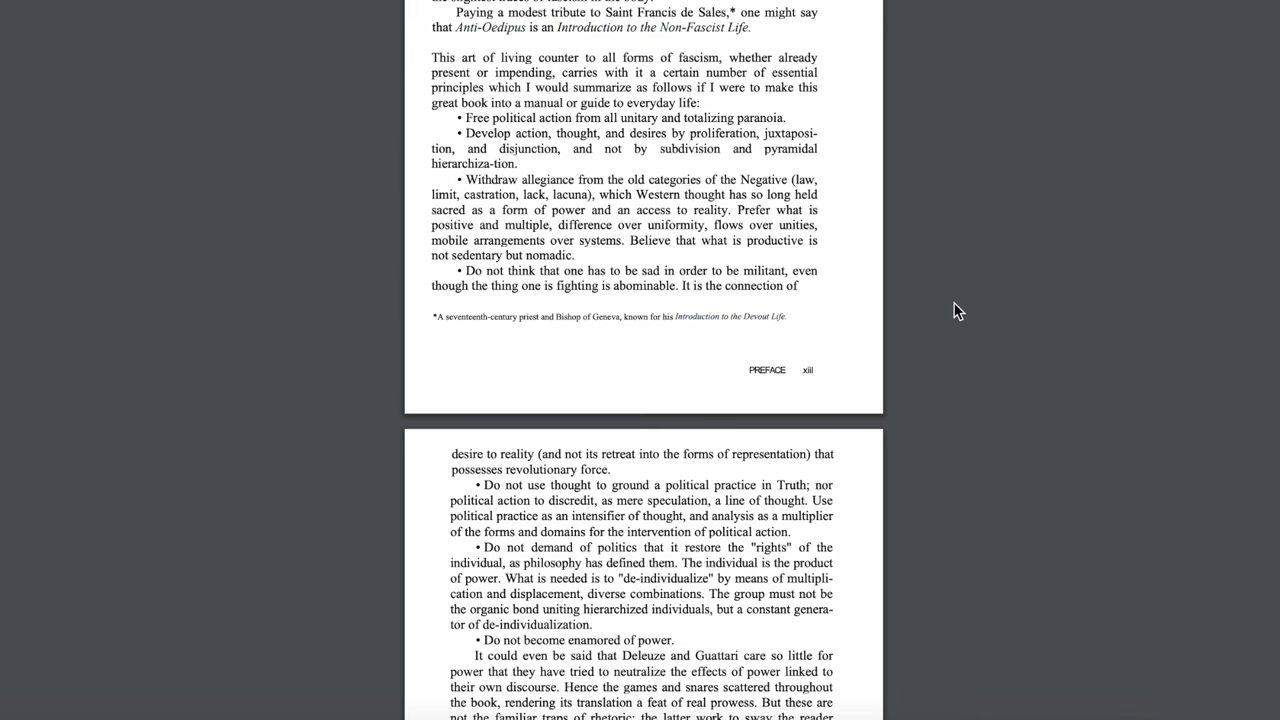 Paying a modest tribute to Saint Francis de Sales,* one might say
that Anti-Oedipus is an Introduction to the Non-Fascist Life.
This art of living counter to all forms of fascism, whether already
present or impending, carries with it a certain number of essential
principles which I would summarize as follows if I were to make this
great book into a manual or guide to everyday life:
• Free political action from all unitary and totalizing paranoia.
• Develop action, thought, and desires by proliferation, juxtaposi-
tion, and disjunction, and not by subdivision and pyramidal
hierarchiza-tion.
• Withdraw allegiance from the old categories of the Negative (law,
limit, castration, lack, lacuna), which Western thought has so long held
sacred as a form of power and an access to reality. Prefer what is
positive and multiple, difference over uniformity, flows over unities,
mobile arrangements over systems. Believe that what is productive is
not sedentary but nomadic.
• Do not think that one has to be sad in order to be militant, even
though the thing one is fighting is abominable. It is the connection of
*A seventeenth-century priest and Bishop of Geneva, known for his Introduction to the Devout Life.
PREFACE xiil
desire to reality (and not its retreat into the forms of representation) that
possesses revolutionary force.
• Do not use thought to ground a political practice in Truth; nor
political action to discredit, as mere speculation, a line of thought. Use
political practice as an intensifier of thought, and analysis as a multiplier
of the forms and domains for the intervention of political action.
• Do not demand of politics that it restore the "rights" of the
individual, as philosophy has defined them. The individual is the product
of power. What is needed is to "de-individualize" by means of multipli-
cation and displacement, diverse combinations. The group must not be
the organic bond uniting hierarchized individuals, but a constant genera-
tor of de-individualization.
• Do not become enamored of power.
It could even be said that Deleuze and Guattari care so little for
power that they have tried to neutralize the effects of power linked to
their own discourse. Hence the games and snares scattered throughout
the book, rendering its translation a feat of real prowess. But these are
not the familiar traps of rhetoric; the latter work to sway the reader